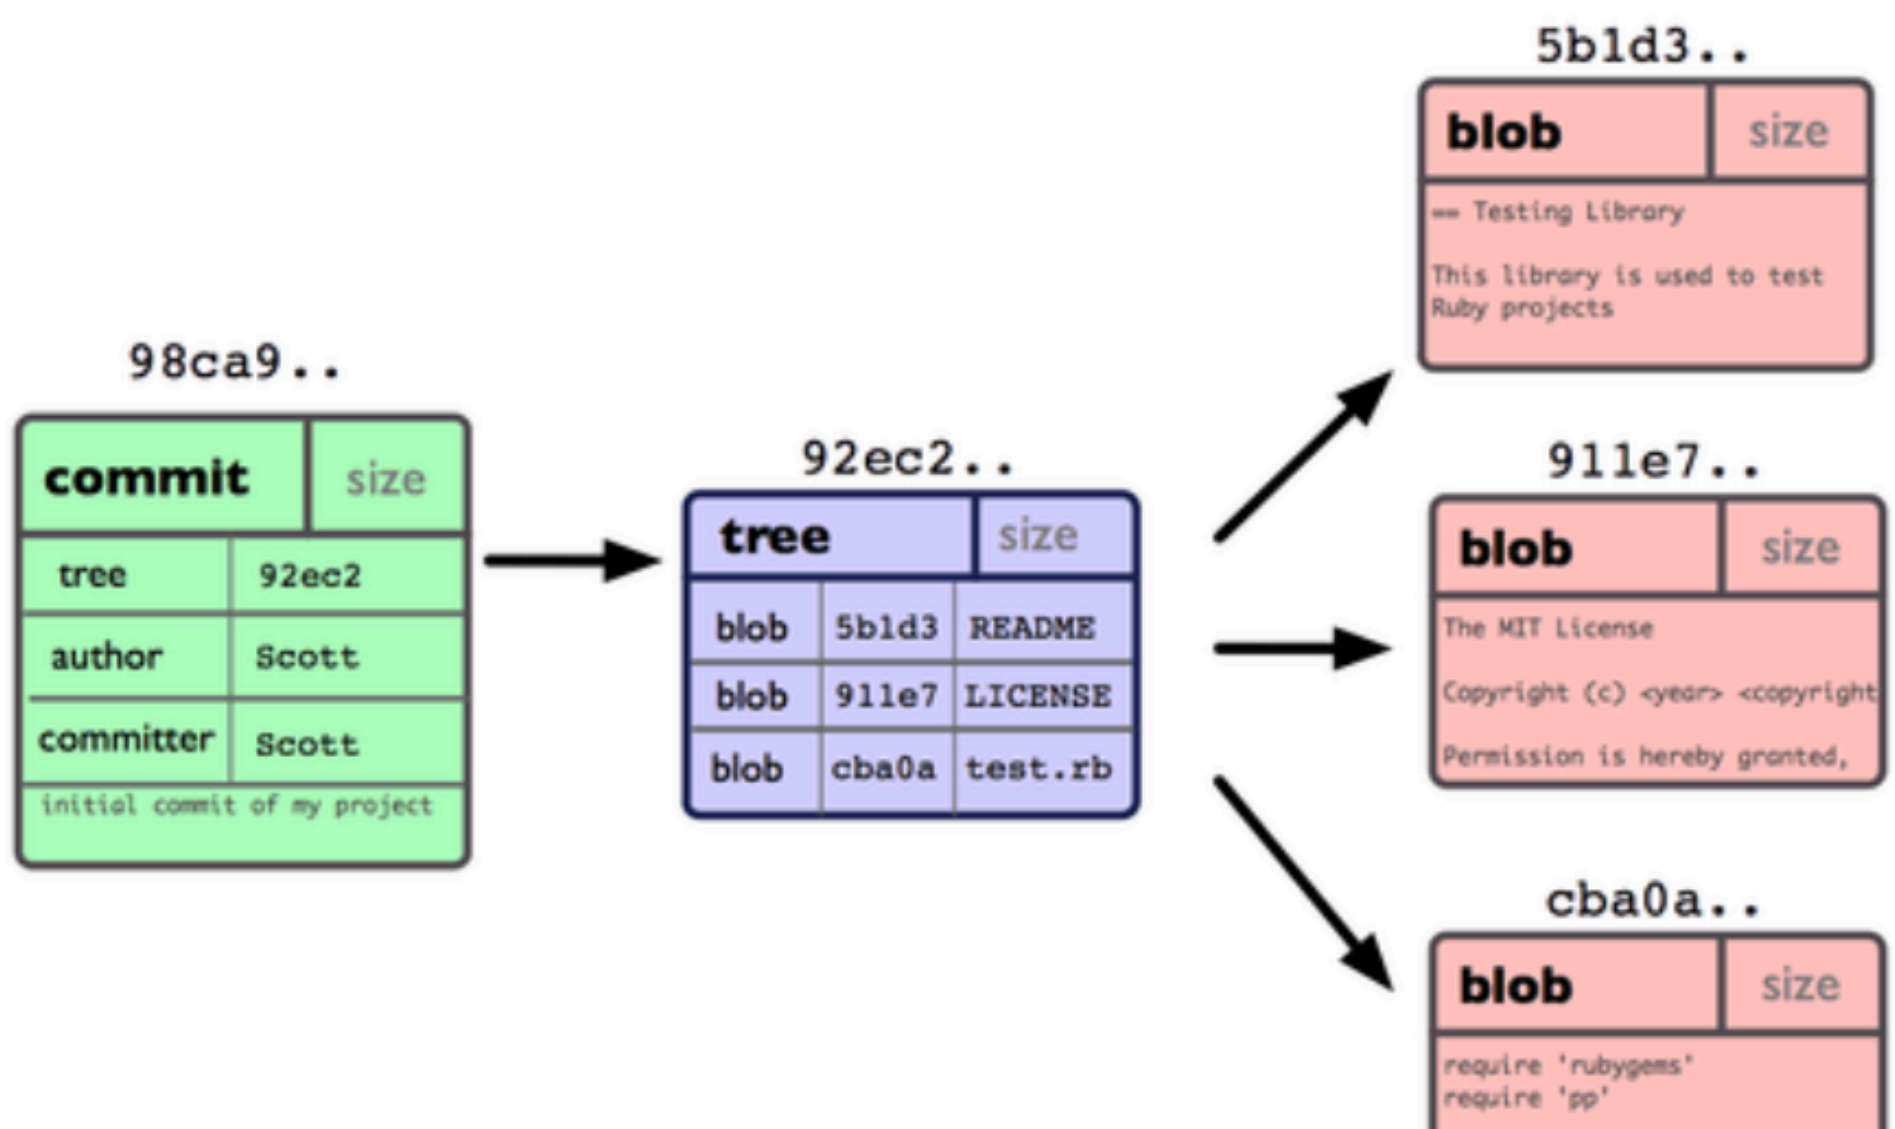 98ca9..
commit size
tree 92ec2
author Scott
committer Scott
initial commit of my project
92ec2..
tree size
blob 5b1d3 README
blob 911e7 LICENSE
blob cba0a test.rb
5b1d3..
blob size
== Testing Library
This library is used to test
Ruby projects
911e7..
blob size
The MIT License
Copyright (c) <year> <copyright
Permission is hereby granted,
cba0a..
blob size
require 'rubygems'
require 'pp'